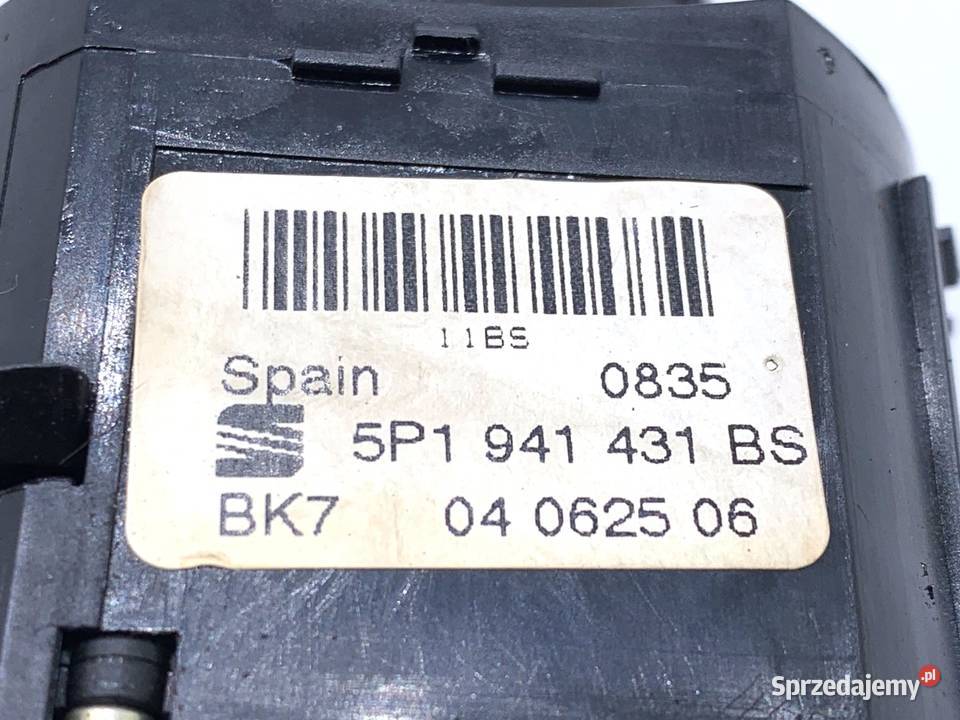 11BS
Spain 0835
5P1 941 431 BS
BK7 04 0625 06
Sprzedajemy.pl